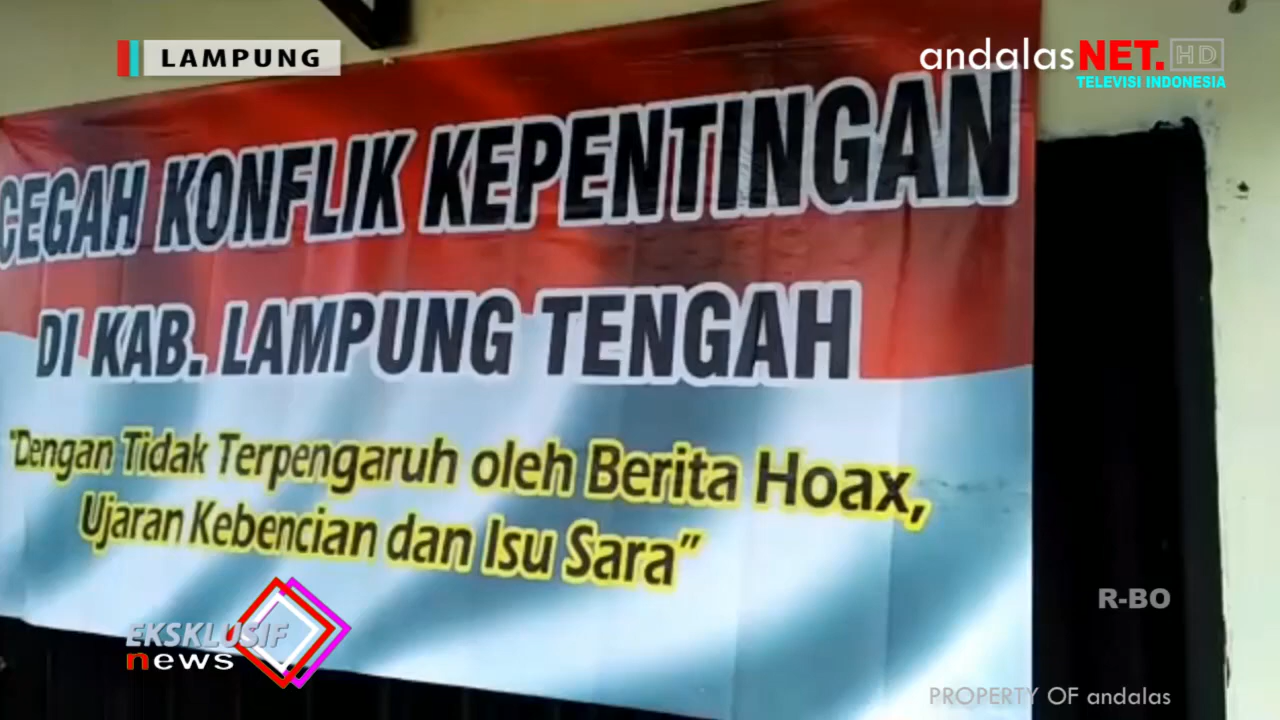 LAMPUNG
andalasNET.HD
TELEVISI INDONESIA
CEGAH KONFLIK KEPENTINGAN
DI KAB. LAMPUNG TENGAH
"Dengan Tidak Terpengaruh oleh Berita Hoax,
Ujaran Kebencian dan Isu Sara"
R-BO
EKSKLUSIF
news
PROPERTY OF andalas